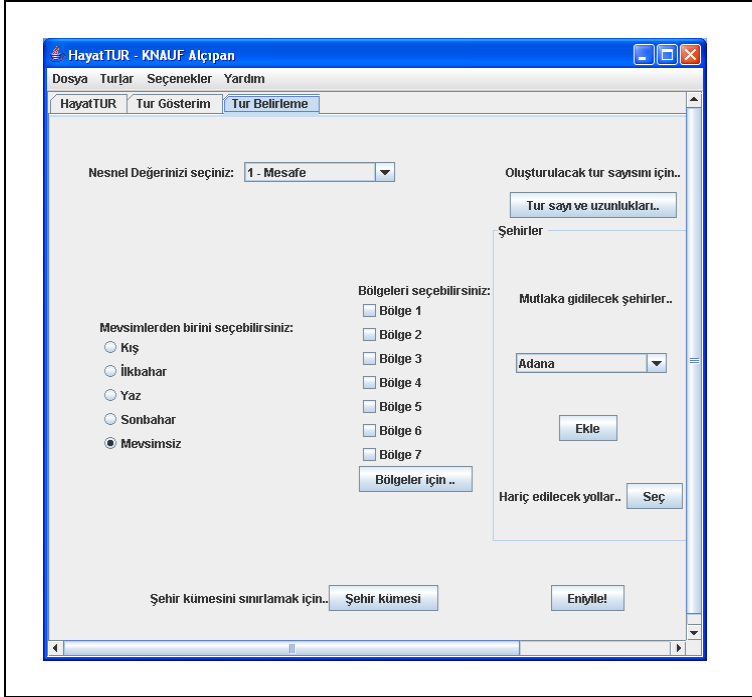 HayatTUR - KNAUF Alçıpan
Dosya Turlar Seçenekler Yardım
HayatTUR Tur Gösterim Tur Belirleme
Nesnel Değerinizi seçiniz: 1 - Mesafe
Oluşturulacak tur sayısını için..
Tur sayı ve uzunlukları..
Şehirler
Mutlaka gidilecek şehirler..
Adana
Ekle
Hariç edilecek yollar.. Seç
Bölgeleri seçebilirsiniz:
Bölge 1
Bölge 2
Bölge 3
Bölge 4
Bölge 5
Bölge 6
Bölge 7
Bölgeler için ..
Mevsimlerden birini seçebilirsiniz:
Kış
İlkbahar
Yaz
Sonbahar
Mevsimsiz
Şehir kümesini sınırlamak için.. Şehir kümesi
Eniyile!